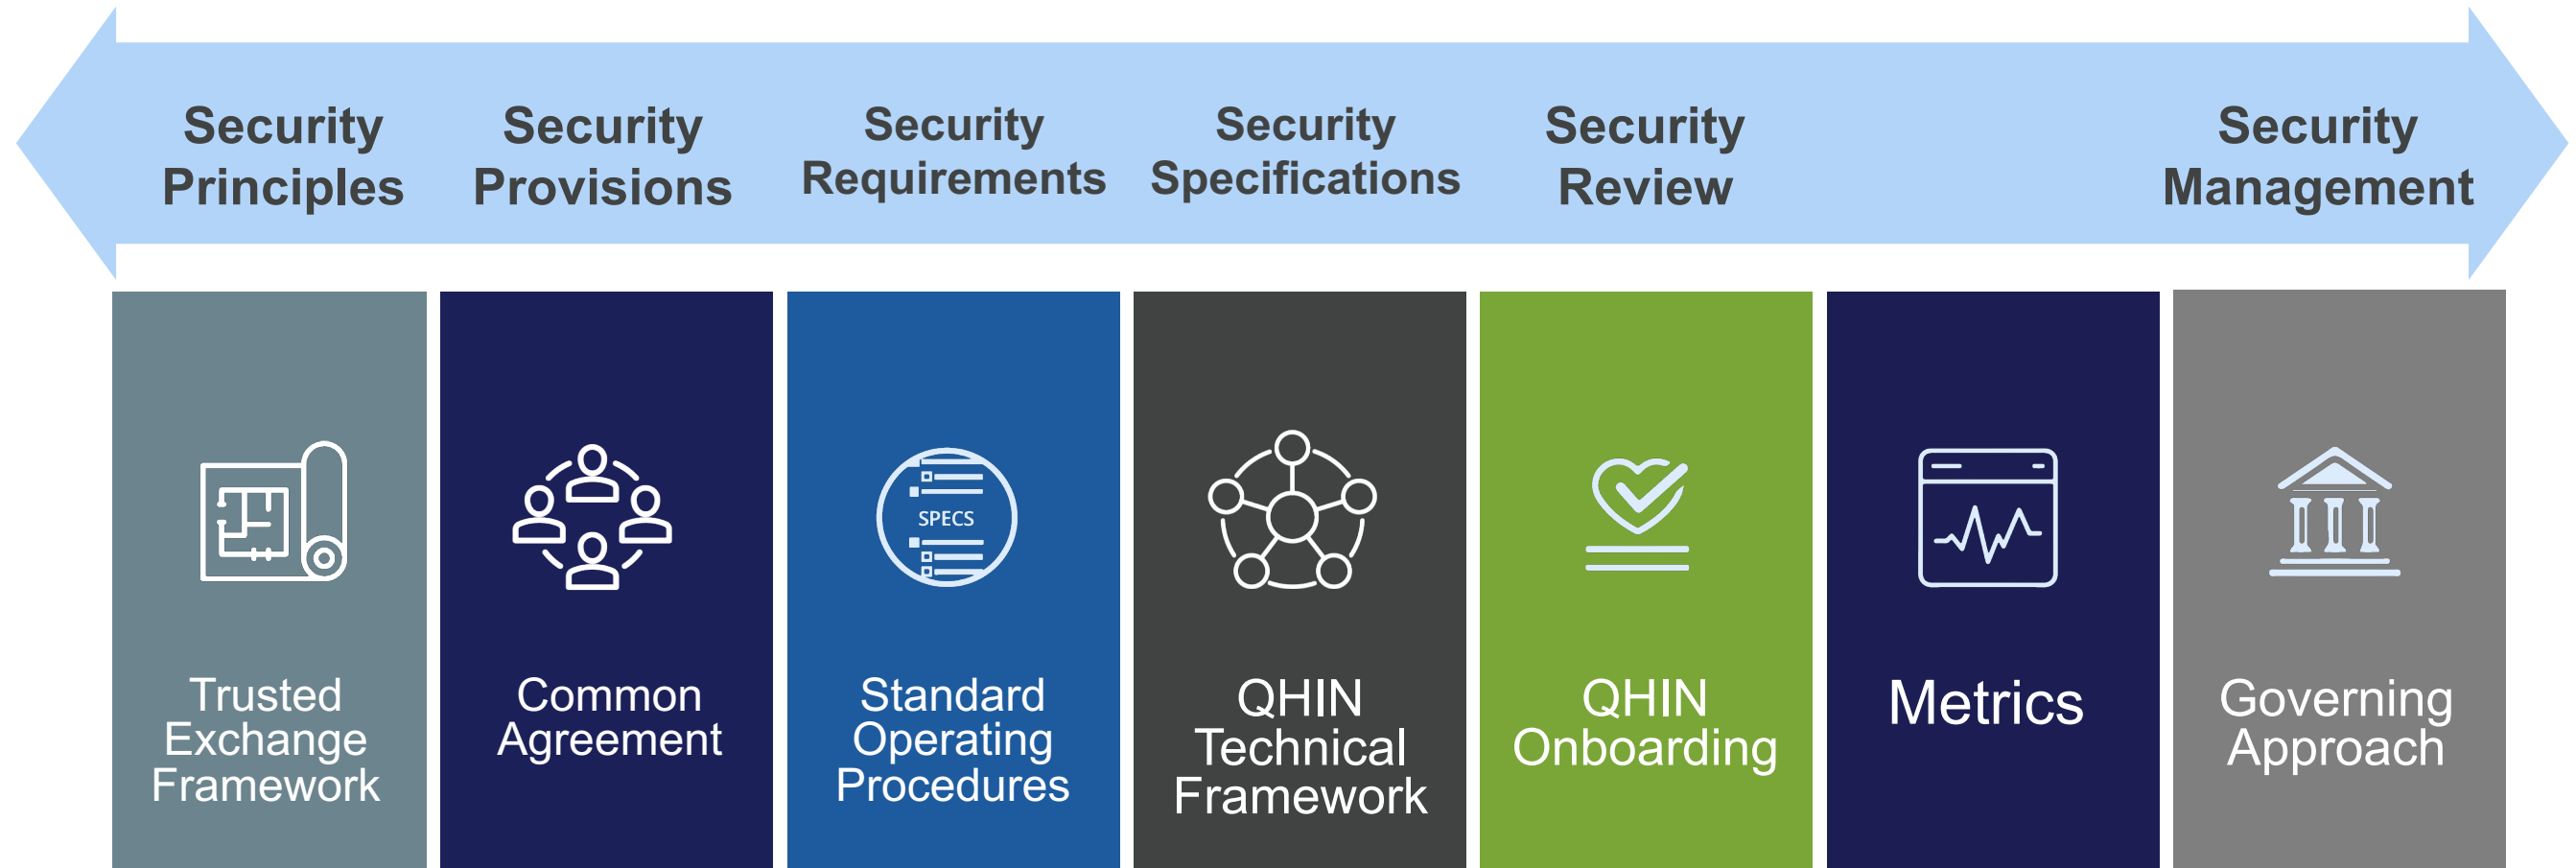 Security
Principles
Security
Provisions
Security
Requirements
Security
Specifications
Security
Review
Security
Management
Trusted
Exchange
Framework
Common
Agreement
SPECS
Standard
Operating
Procedures
QHIN
Technical
Framework
QHIN
Onboarding
Metrics
Governing
Approach